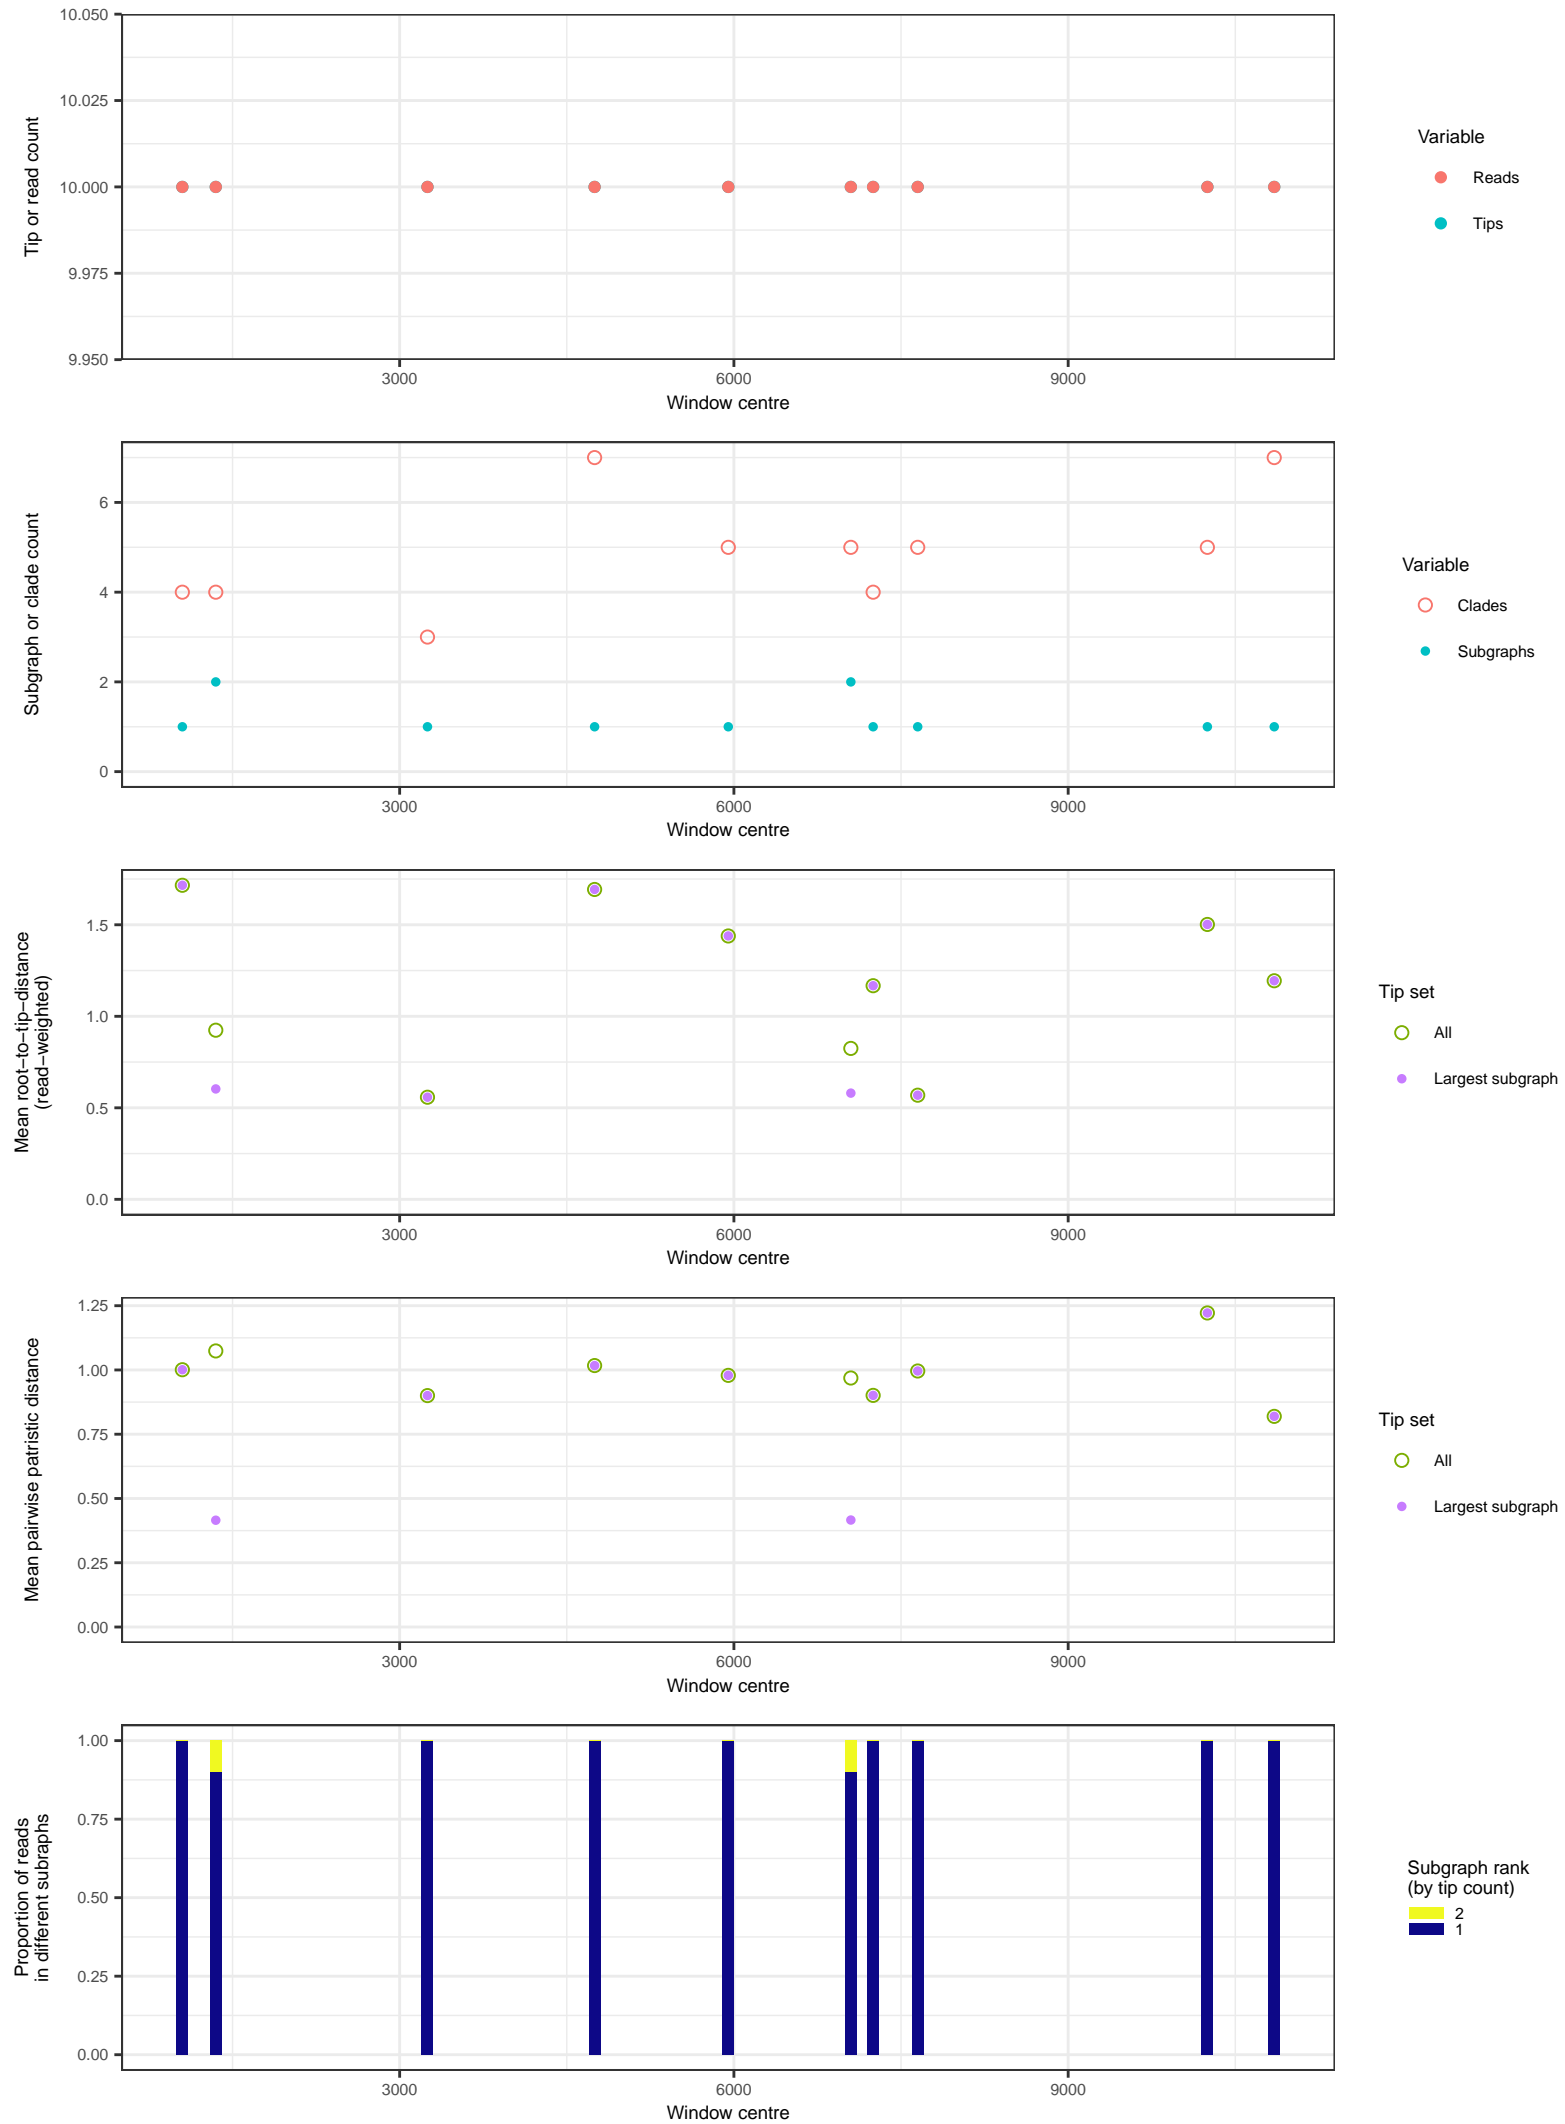 10.050
10.025
10.000
9.975
9.950
Tip or read count
3000 6000 9000
Window centre
Variable
Reads
Tips
6
4
2
0
Subgraph or clade count
3000 6000 9000
Window centre
Variable
Clades
Subgraphs
1.5
1.0
0.5
0.0
Mean root−to−tip−distance
(read−weighted)
3000 6000 9000
Window centre
Tip set
All
Largest subgraph
1.25
1.00
0.75
0.50
0.25
0.00
Mean pairwise patristic distance
3000 6000 9000
Window centre
Tip set
All
Largest subgraph
1.00
0.75
0.50
0.25
0.00
Proportion of reads
in different subraphs
3000 6000 9000
Window centre
Subgraph rank
(by tip count)
2
1